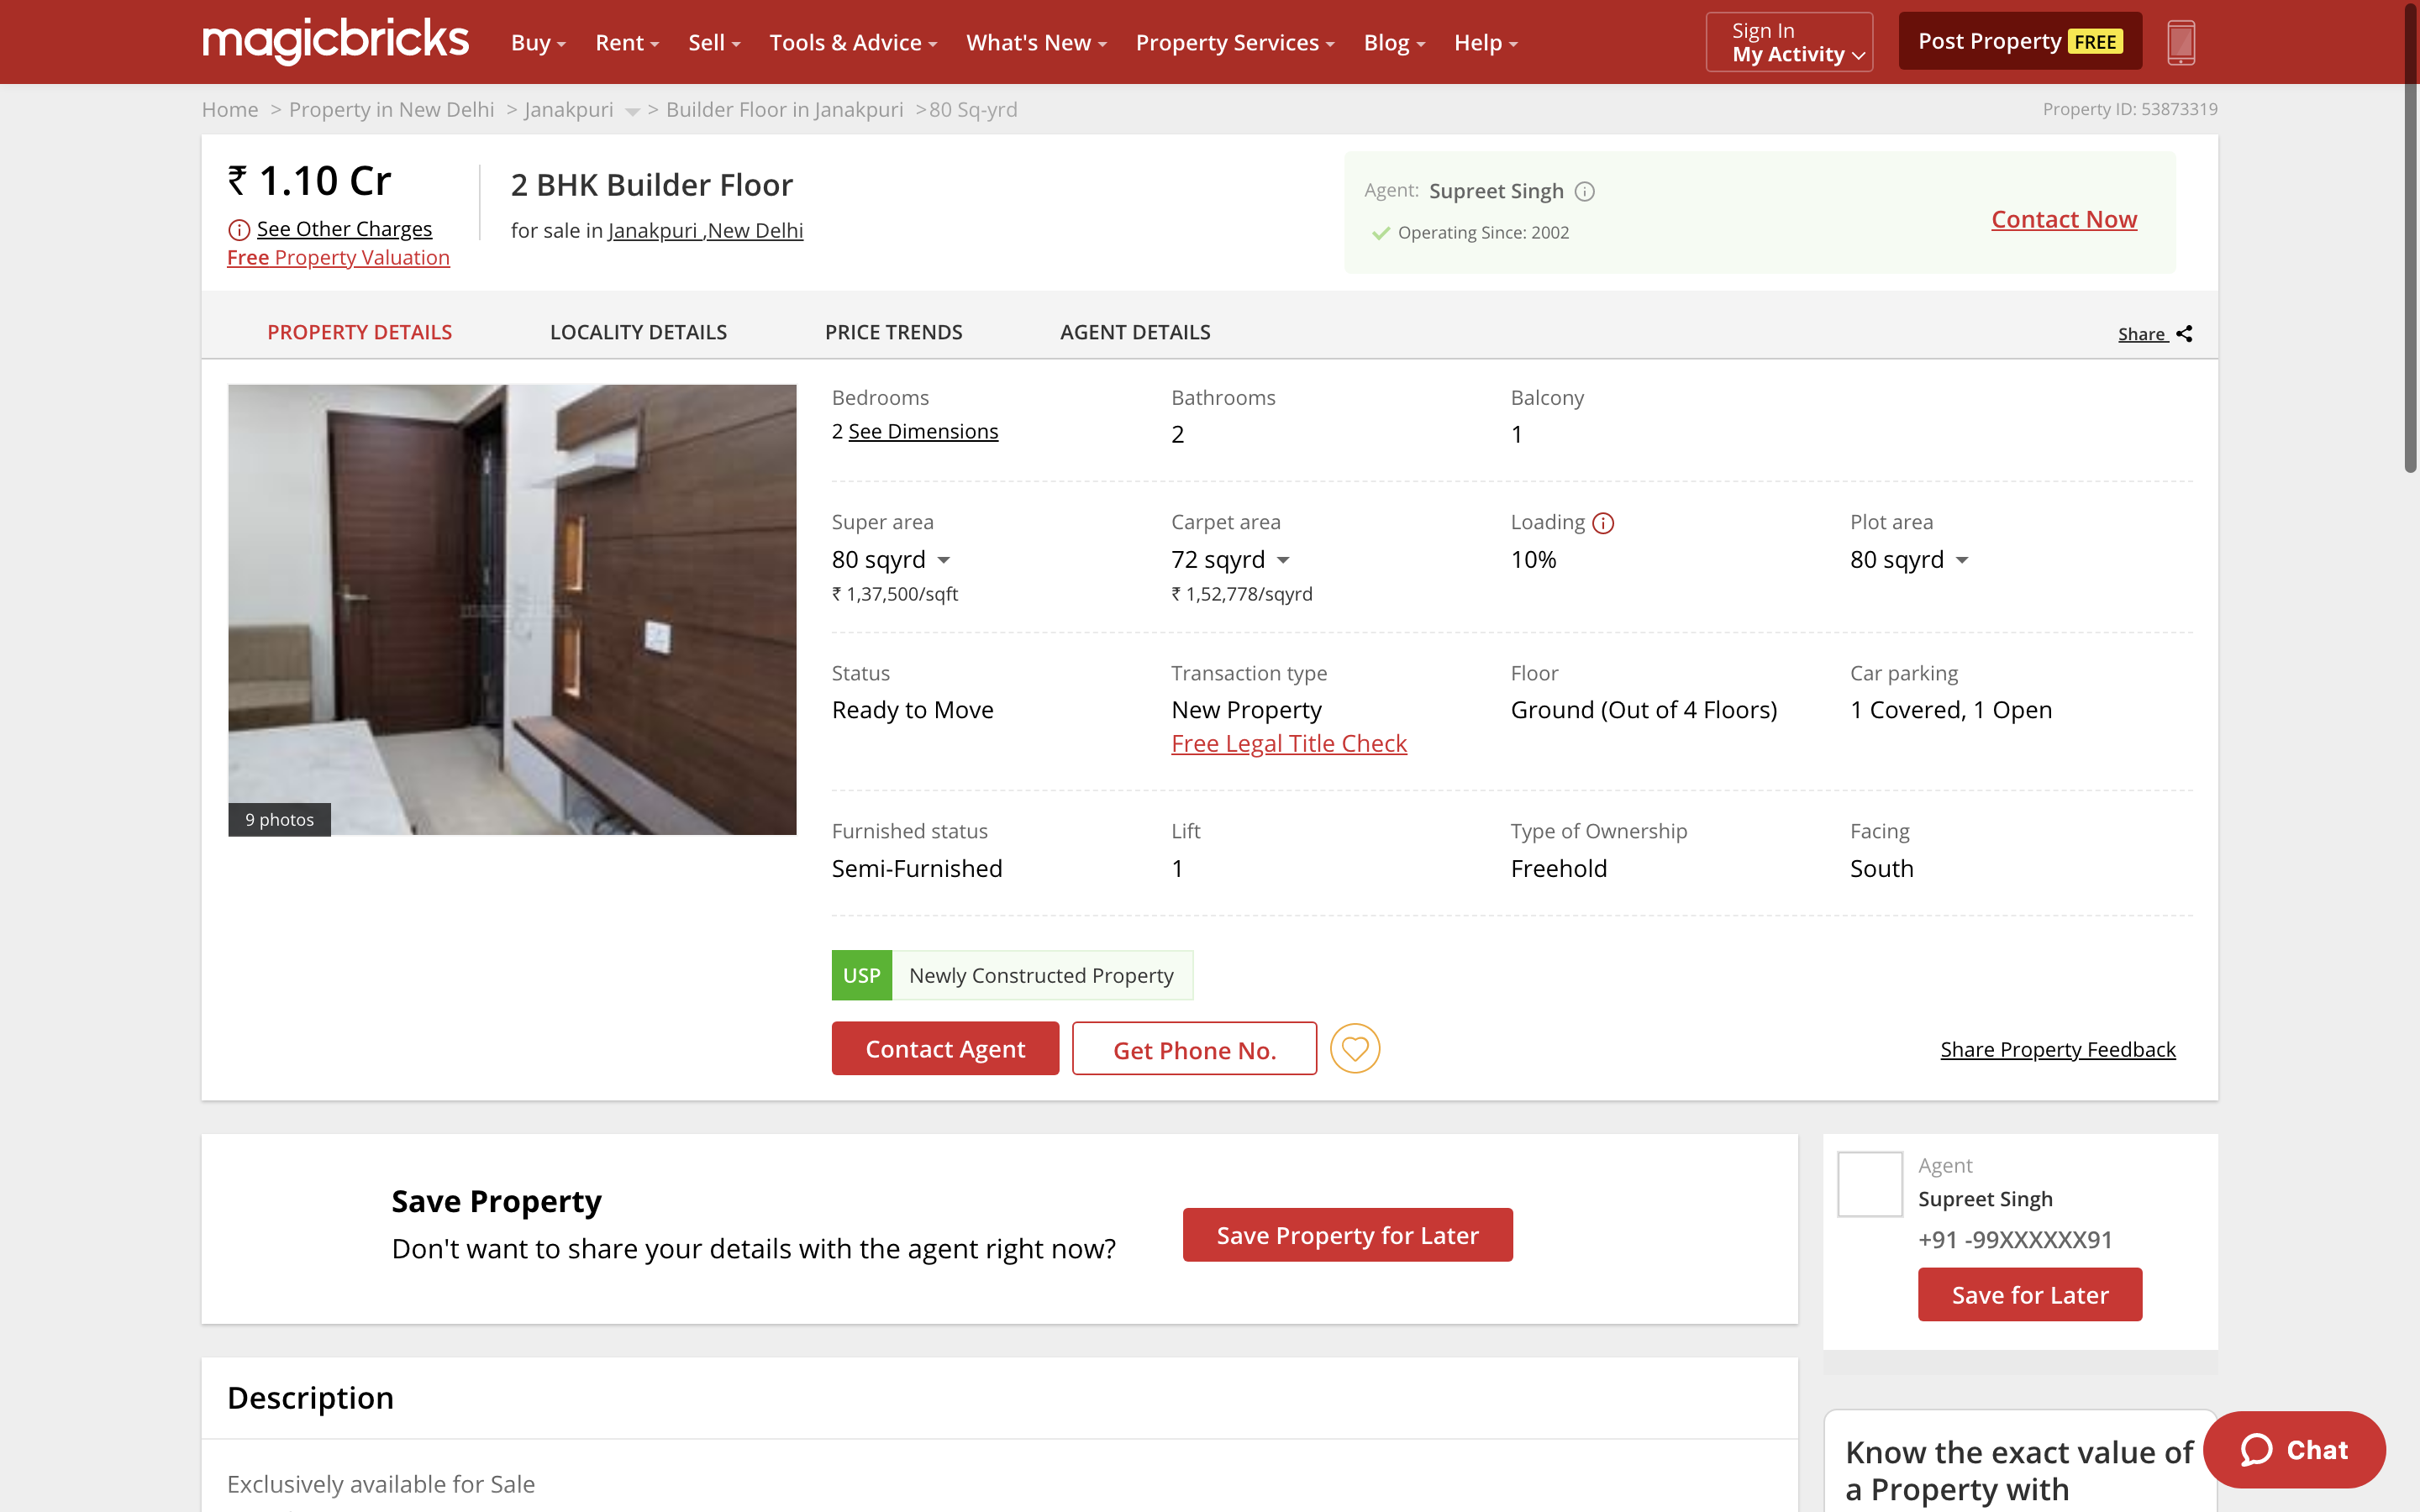 magicbricks
Buy Rent Sell Tools & Advice What's New Property Services Blog Help
Sign In
My Activity
Post Property FREE
Home > Property in New Delhi > Janakpuri > Builder Floor in Janakpuri >80 Sq-yrd
Property ID: 53873319
₹ 1.10 Cr
See Other Charges
Free Property Valuation
2 BHK Builder Floor
for sale in Janakpuri ,New Delhi
Agent: Supreet Singh
Operating Since: 2002
Contact Now
PROPERTY DETAILS LOCALITY DETAILS PRICE TRENDS AGENT DETAILS
Share
9 photos
Bedrooms Bathrooms Balcony
2 See Dimensions 2 1
Super area Carpet area Loading Plot area
80 sqyrd 72 sqyrd 10% 80 sqyrd
₹ 1,37,500/sqft ₹ 1,52,778/sqyrd
Status Transaction type Floor Car parking
Ready to Move New Property Ground (Out of 4 Floors) 1 Covered, 1 Open
Free Legal Title Check
Furnished status Lift Type of Ownership Facing
Semi-Furnished 1 Freehold South
USP Newly Constructed Property
Contact Agent Get Phone No.
Share Property Feedback
Save Property
Don't want to share your details with the agent right now?
Save Property for Later
Agent
Supreet Singh
+91 -99XXXXXX91
Save for Later
Description
Exclusively available for Sale
Know the exact value of
a Property with
Chat